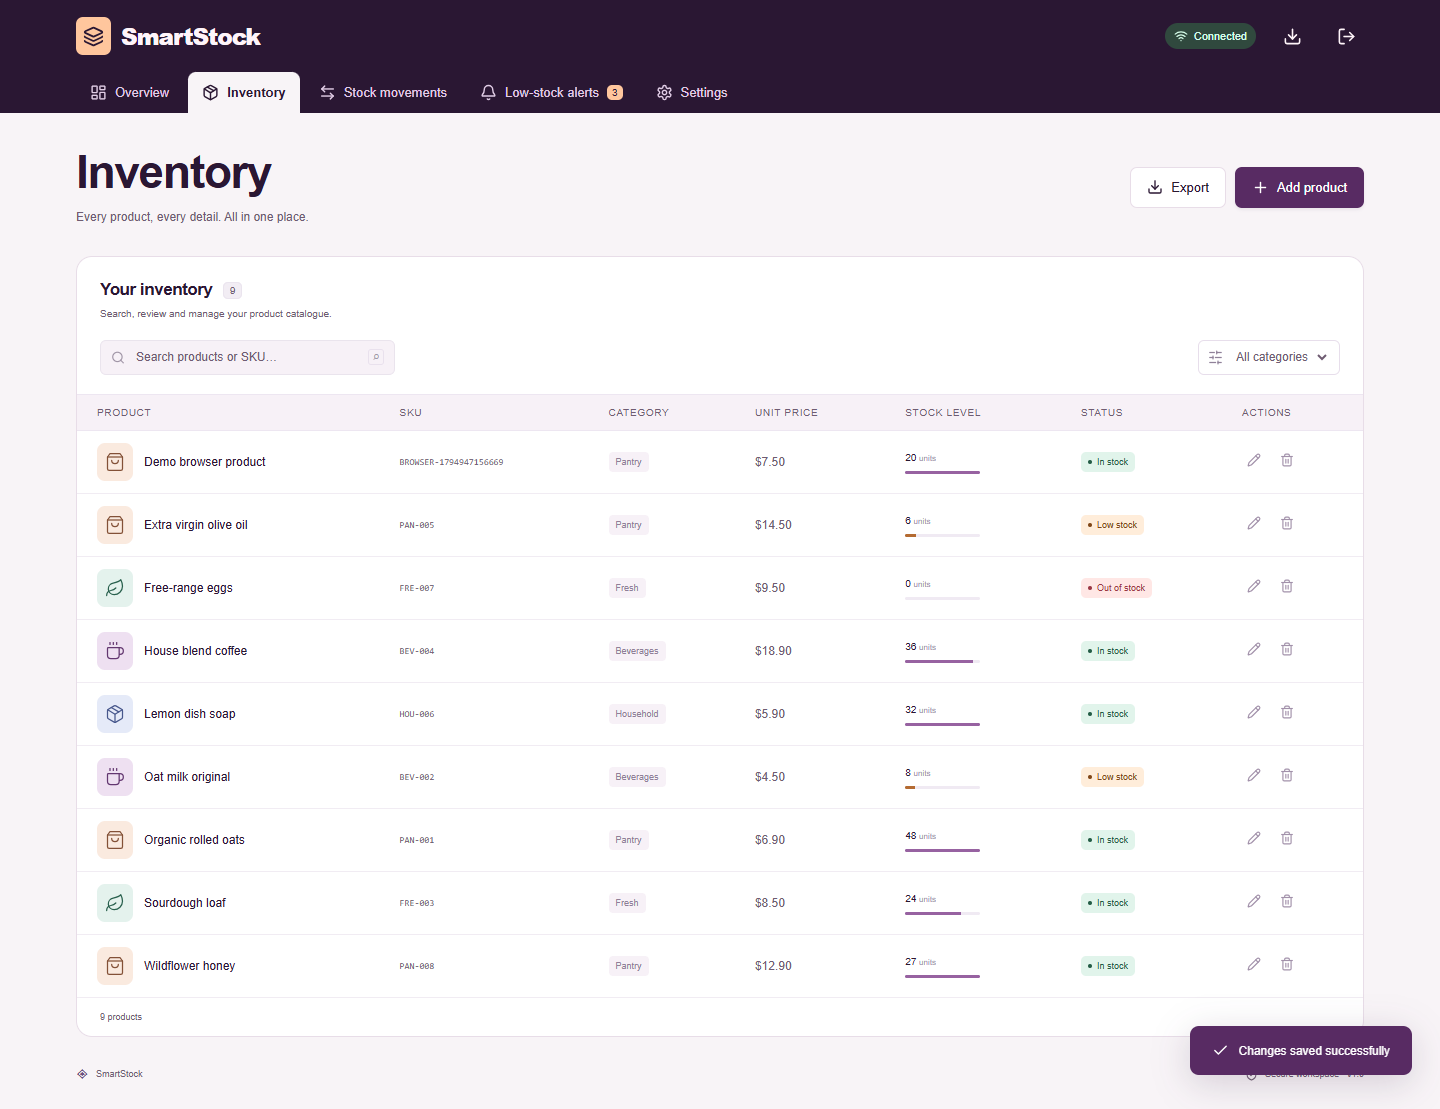 SmartStock
Connected
Overview
Inventory
Stock movements
Low-stock alerts 3
Settings
Inventory
Every product, every detail. All in one place.
Export
Add product
Your inventory 9
Search, review and manage your product catalogue.
Search products or SKU...
All categories
PRODUCT SKU CATEGORY UNIT PRICE STOCK LEVEL STATUS ACTIONS
Demo browser product BROWSER-1794947156669 Pantry $7.50 20 units In stock
Extra virgin olive oil PAN-005 Pantry $14.50 6 units Low stock
Free-range eggs FRE-007 Fresh $9.50 0 units Out of stock
House blend coffee BEV-004 Beverages $18.90 36 units In stock
Lemon dish soap HOU-006 Household $5.90 32 units In stock
Oat milk original BEV-002 Beverages $4.50 8 units Low stock
Organic rolled oats PAN-001 Pantry $6.90 48 units In stock
Sourdough loaf FRE-003 Fresh $8.50 24 units In stock
Wildflower honey PAN-008 Pantry $12.90 27 units In stock
9 products
Changes saved successfully
SmartStock